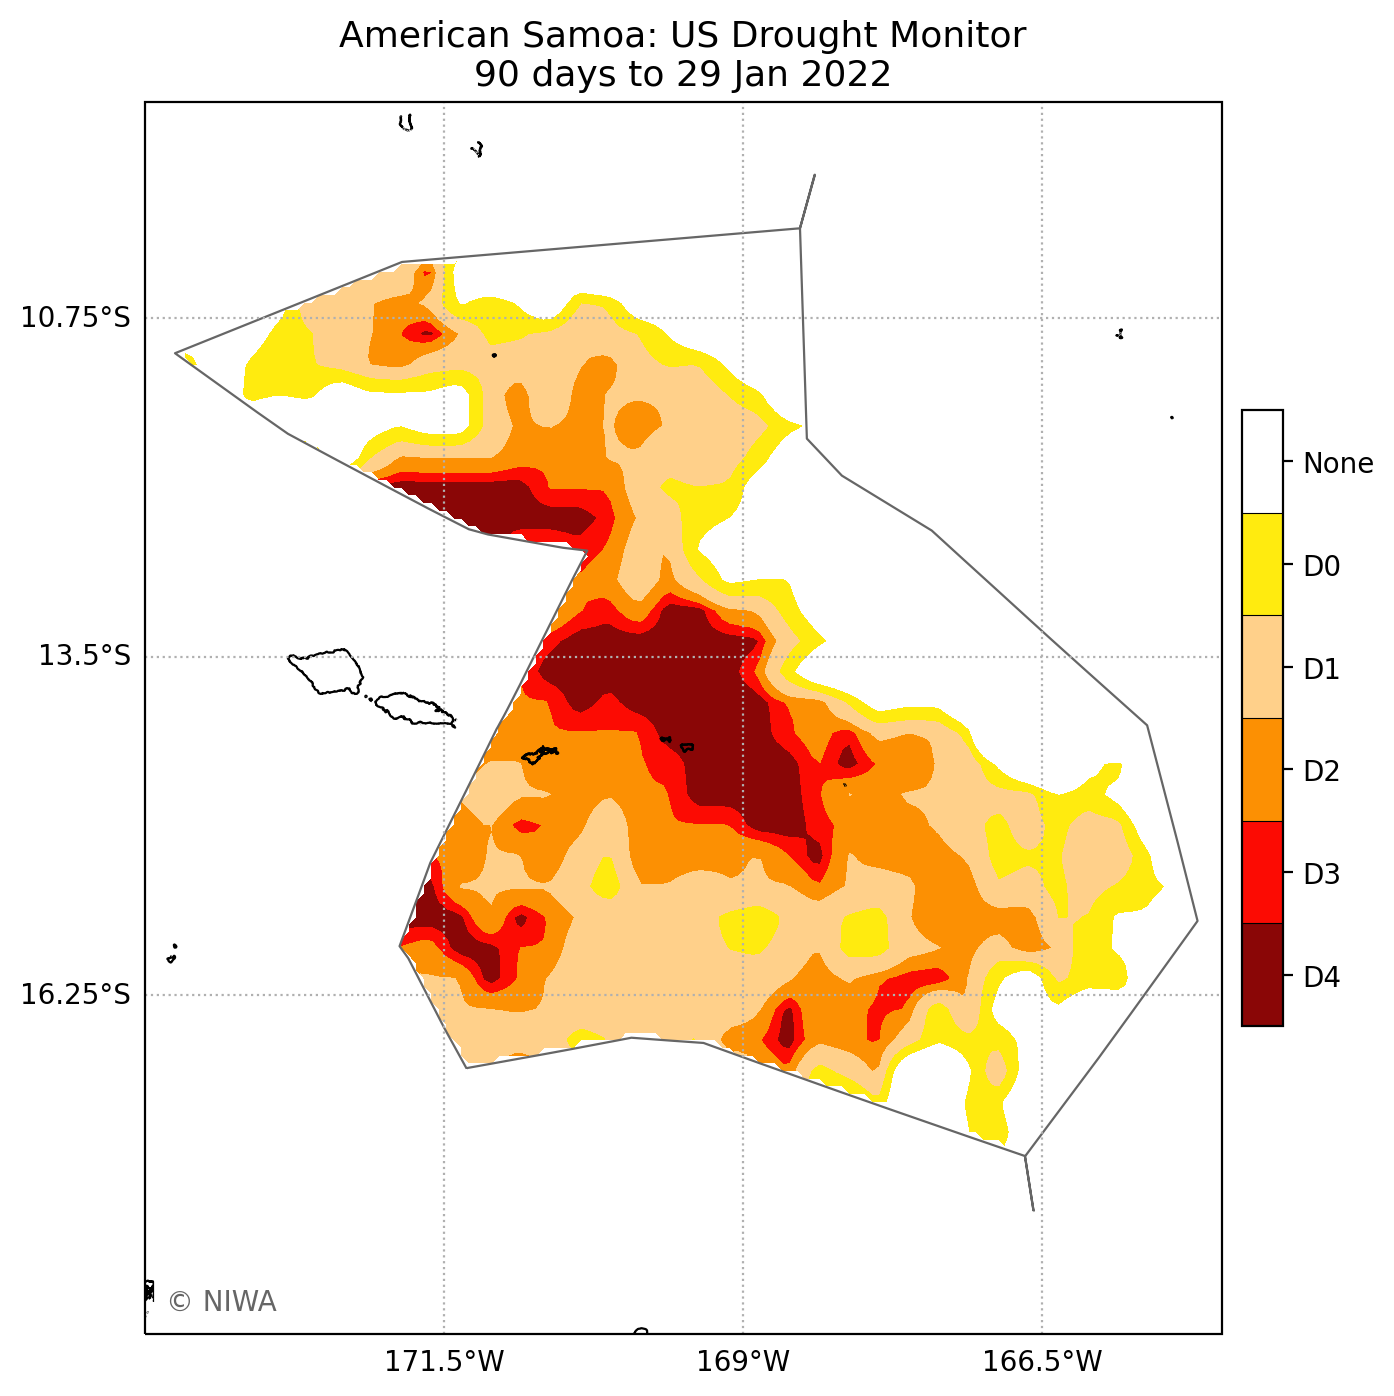 American Samoa: US Drought Monitor
90 days to 29 Jan 2022
10.75°S
13.5°S
16.25°S
171.5°W
169°W
166.5°W
None
D0
D1
D2
D3
D4
© NIWA